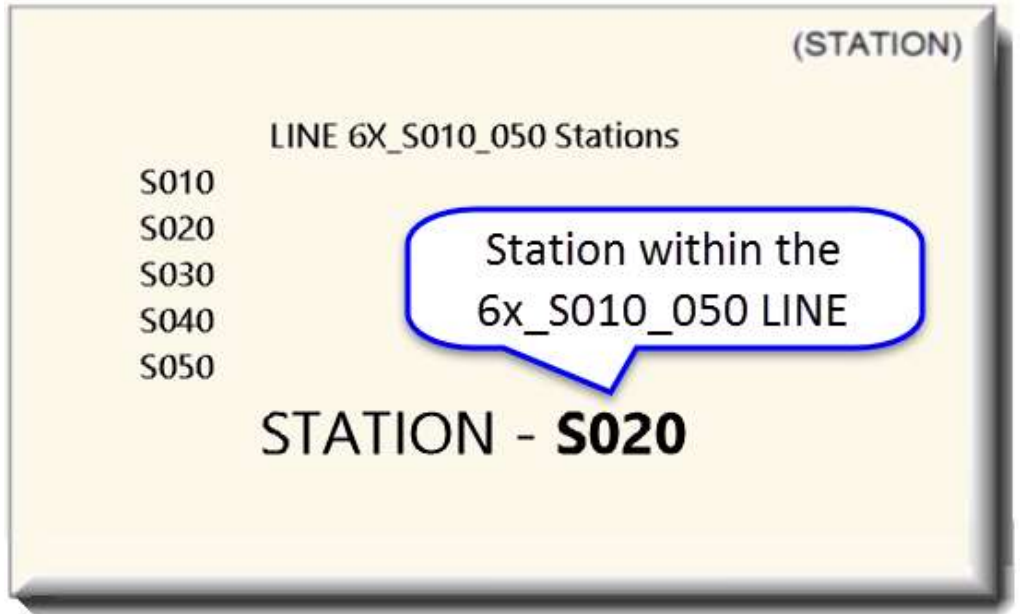 (STATION)
LINE 6X_S010_050 Stations
S010
S020
S030
S040
S050
Station within the
6x_S010_050 LINE
STATION - S020